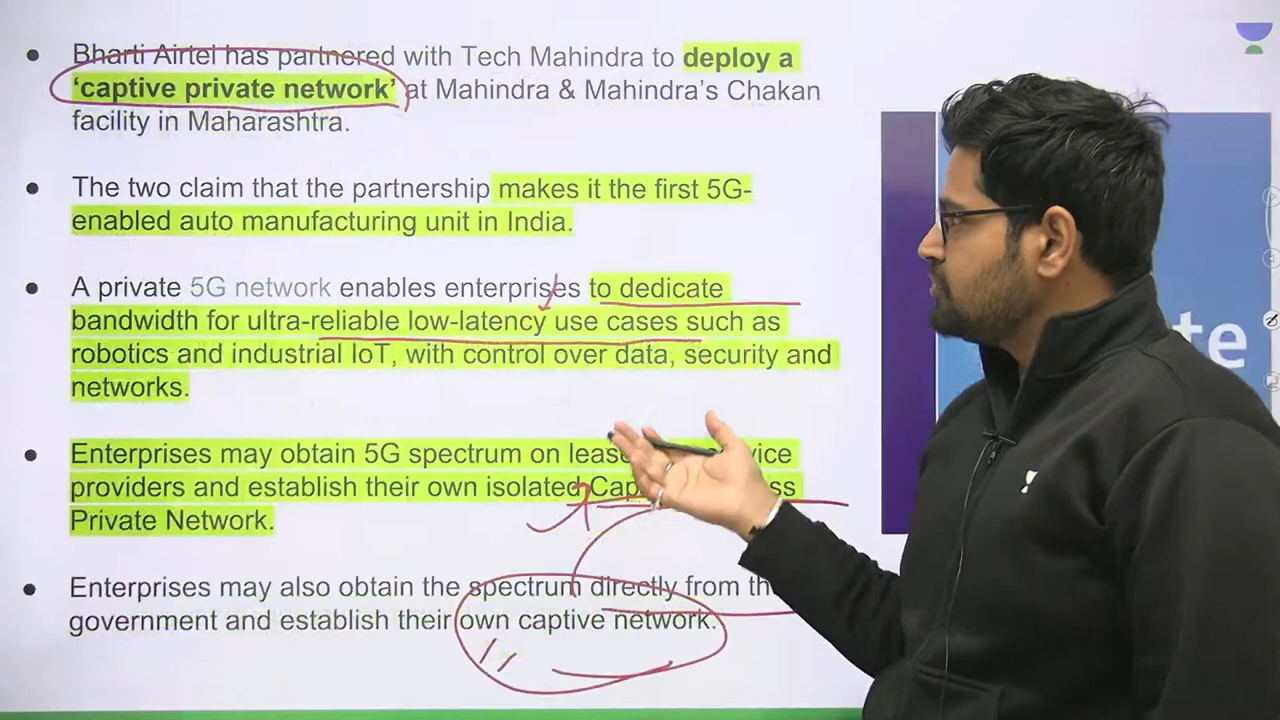 Bharti Airtel has partnered with Tech Mahindra to deploy a
‘captive private network’ at Mahindra & Mahindra’s Chakan
facility in Maharashtra.
The two claim that the partnership makes it the first 5G-
enabled auto manufacturing unit in India.
A private 5G network enables enterprises to dedicate
bandwidth for ultra-reliable low-latency use cases such as
robotics and industrial IoT, with control over data, security and
networks.
Enterprises may obtain 5G spectrum on
providers and establish their own isolated
Private Network.
Enterprises may also obtain the spectrum directly from
government and establish their own captive network.